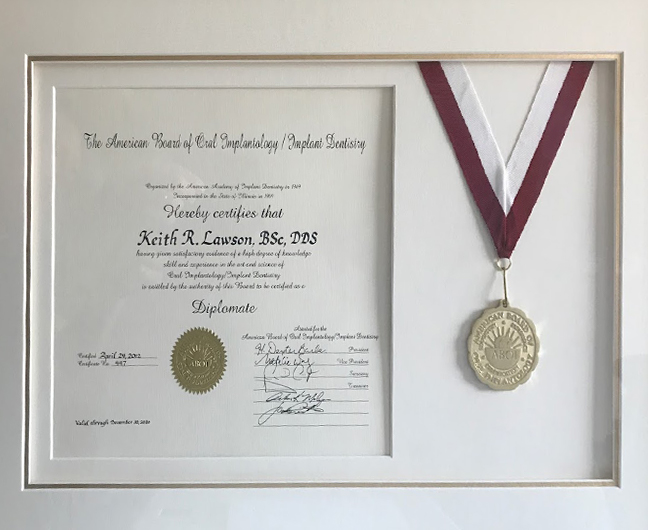 The American Board of Oral Implantology / Implant Dentistry
Organized by the American Academy of Implant Dentistry in 1969
Incorporated in the State of Illinois in 1969
Hereby certifies that
Keith R. Lawson, BSc, DDS
having given satisfactory evidence of a high degree of knowledge
skill and experience in the art and science of
Oral Implantology/Implant Dentistry
is entitled by the authority of this Board to be certified as a
Diplomate
Attested for the
American Board of Oral Implantology/Implant Dentistry
President
Vice President
Secretary
Treasurer
Conferred April 29, 2012
Certificate No. 447
Valid through December 30, 2020
ABOI
AMERICAN BOARD OF
ABOI